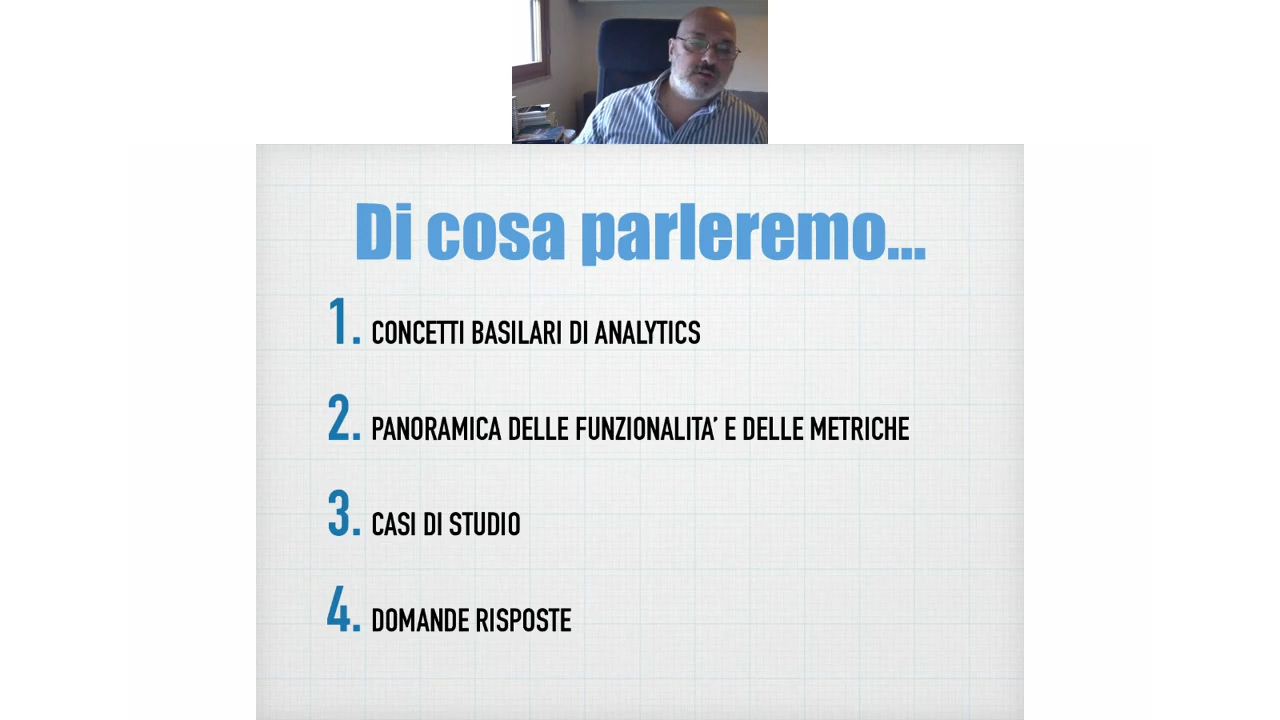 Di cosa parleremo...
1. CONCETTI BASILARI DI ANALYTICS
2. PANORAMICA DELLE FUNZIONALITA’ E DELLE METRICHE
3. CASI DI STUDIO
4. DOMANDE RISPOSTE